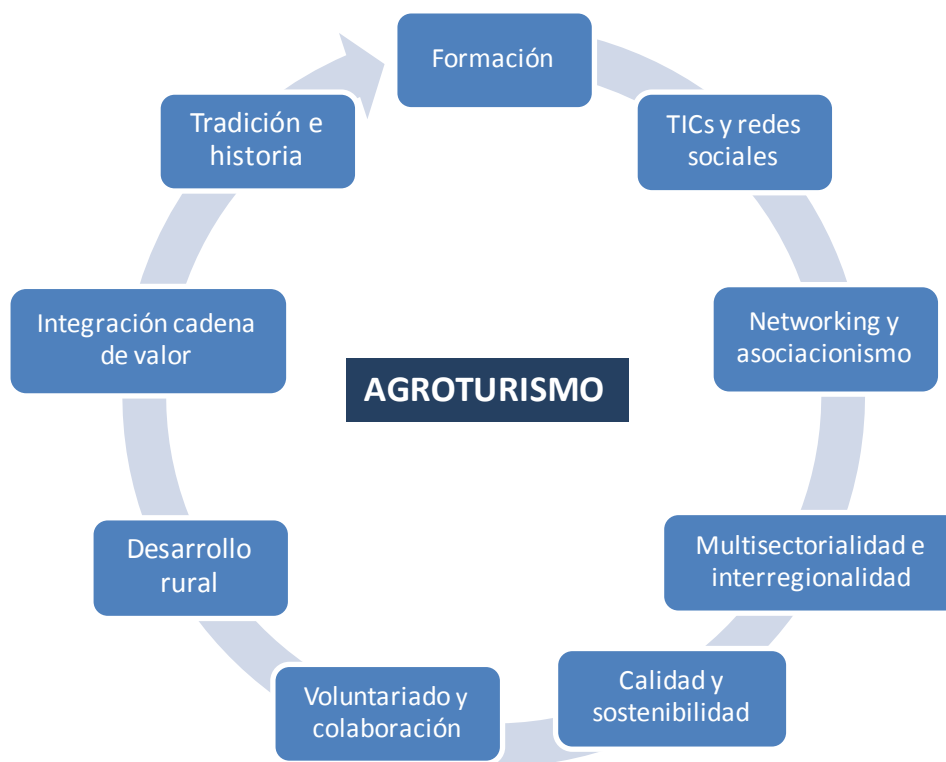 Formación
TICs y redes
sociales
Networking y
asociacionismo
Multisectorialidad e
interregionalidad
Calidad y
sostenibilidad
Voluntariado y
colaboración
Desarrollo
rural
Integración cadena
de valor
Tradición e
historia
AGROTURISMO